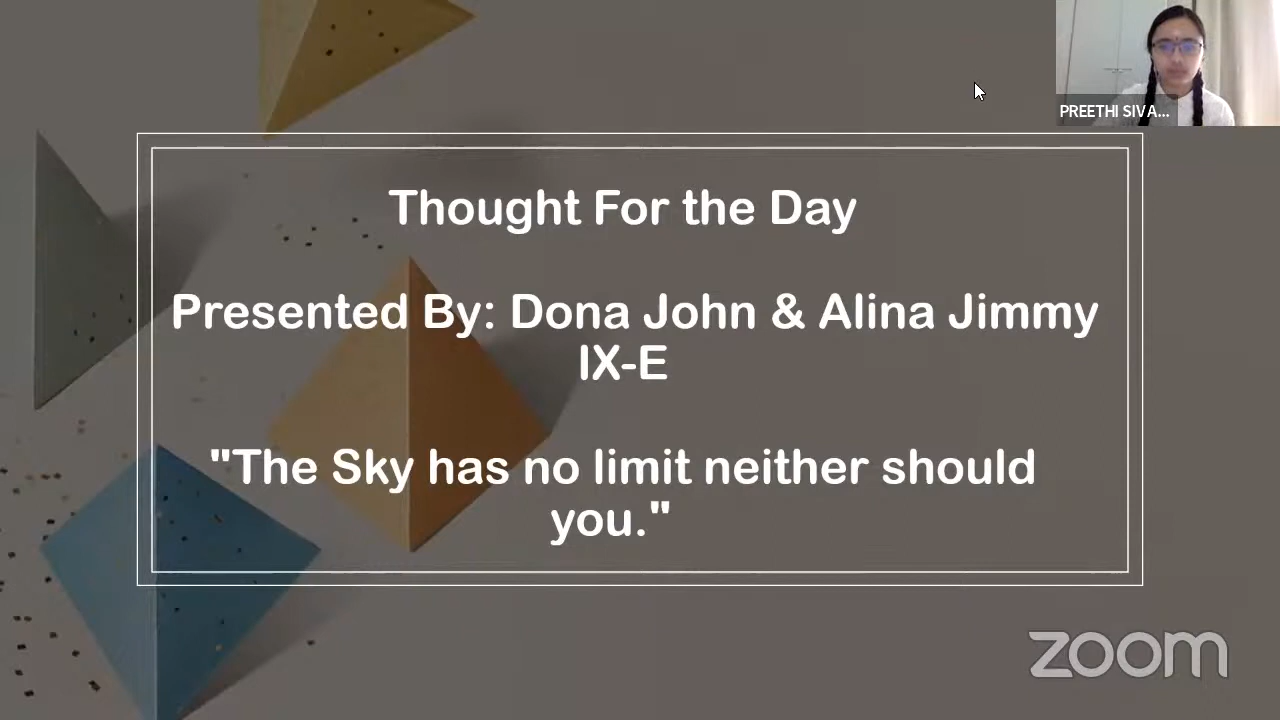 PREETHI SIVA...
Thought For the Day
Presented By: Dona John & Alina Jimmy
IX-E
"The Sky has no limit neither should
you."
zoom